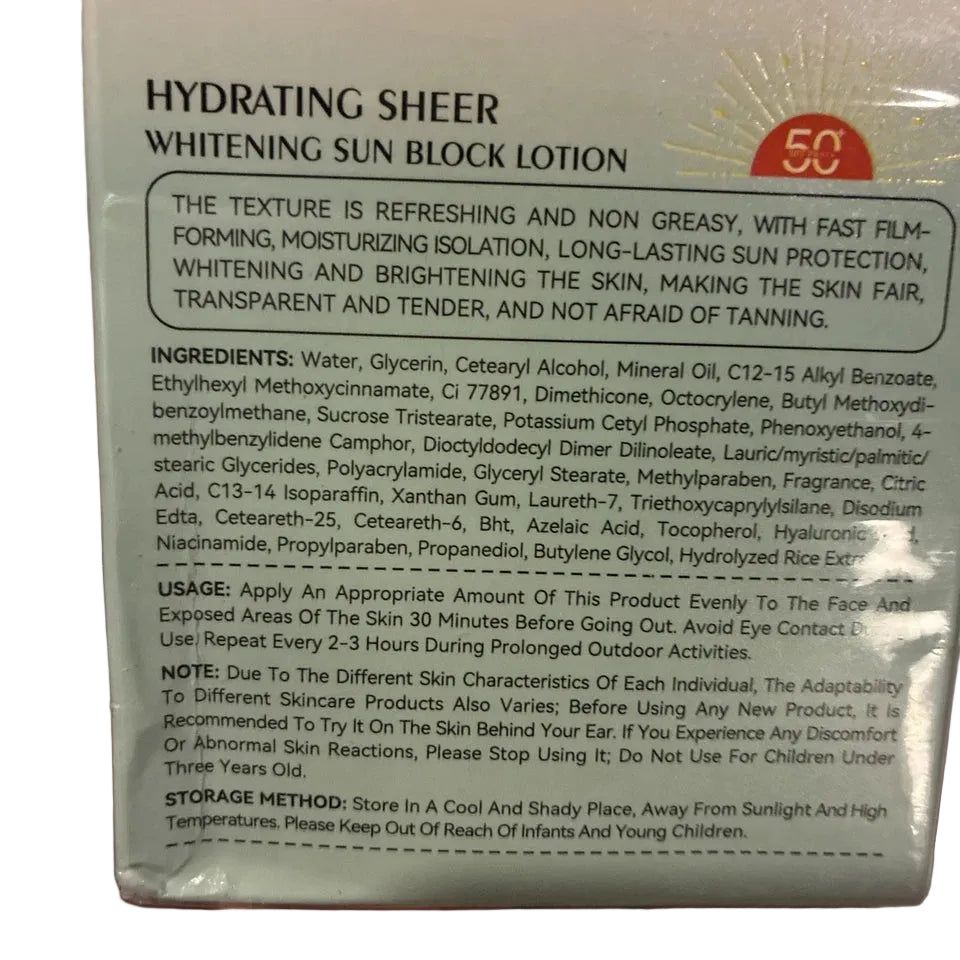 HYDRATING SHEER
WHITENING SUN BLOCK LOTION
50+
THE TEXTURE IS REFRESHING AND NON GREASY, WITH FAST FILM-
FORMING, MOISTURIZING ISOLATION, LONG-LASTING SUN PROTECTION,
WHITENING AND BRIGHTENING THE SKIN, MAKING THE SKIN FAIR,
TRANSPARENT AND TENDER, AND NOT AFRAID OF TANNING.
INGREDIENTS: Water, Glycerin, Cetearyl Alcohol, Mineral Oil, C12-15 Alkyl Benzoate,
Ethylhexyl Methoxycinnamate, Ci 77891, Dimethicone, Octocrylene, Butyl Methoxydi-
benzoylmethane, Sucrose Tristearate, Potassium Cetyl Phosphate, Phenoxyethanol, 4-
methylbenzylidene Camphor, Dioctyldodecyl Dimer Dilinoleate, Lauric/myristic/palmitic/
stearic Glycerides, Polyacrylamide, Glyceryl Stearate, Methylparaben, Fragrance, Citric
Acid, C13-14 Isoparaffin, Xanthan Gum, Laureth-7, Triethoxycaprylylsilane, Disodium
Edta, Ceteareth-25, Ceteareth-6, Bht, Azelaic Acid, Tocopherol, Hyaluronic
Niacinamide, Propylparaben, Propanediol, Butylene Glycol, Hydrolyzed Rice
USAGE: Apply An Appropriate Amount Of This Product Evenly To The Face And
Exposed Areas Of The Skin 30 Minutes Before Going Out. Avoid Eye Contact
Use, Repeat Every 2-3 Hours During Prolonged Outdoor Activities.
NOTE: Due To The Different Skin Characteristics Of Each Individual, The Adaptability
To Different Skincare Products Also Varies; Before Using Any New Product, It Is
Recommended To Try It On The Skin Behind Your Ear. If You Experience Any Discomfort
Or Abnormal Skin Reactions, Please Stop Using It; Do Not Use For Children Under
Three Years Old.
STORAGE METHOD: Store In A Cool And Shady Place, Away From Sunlight And High
Temperatures. Please Keep Out Of Reach Of Infants And Young Children.